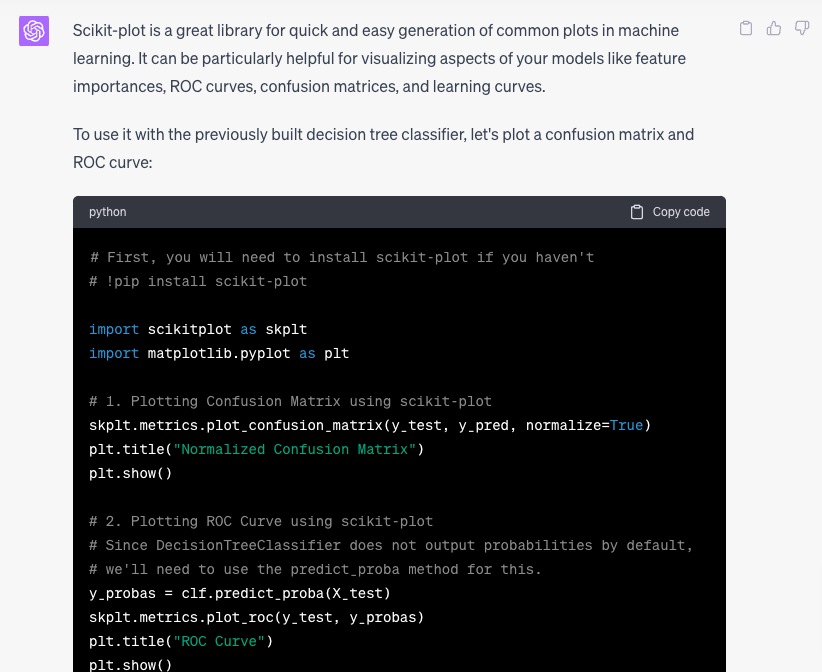 Scikit-plot is a great library for quick and easy generation of common plots in machine
learning. It can be particularly helpful for visualizing aspects of your models like feature
importances, ROC curves, confusion matrices, and learning curves.
To use it with the previously built decision tree classifier, let's plot a confusion matrix and
ROC curve:
python Copy code
# First, you will need to install scikit-plot if you haven't
# !pip install scikit-plot
import scikitplot as skplt
import matplotlib.pyplot as plt
# 1. Plotting Confusion Matrix using scikit-plot
skplt.metrics.plot_confusion_matrix(y_test, y_pred, normalize=True)
plt.title("Normalized Confusion Matrix")
plt.show()
# 2. Plotting ROC Curve using scikit-plot
# Since DecisionTreeClassifier does not output probabilities by default,
# we'll need to use the predict_proba method for this.
y_probas = clf.predict_proba(X_test)
skplt.metrics.plot_roc(y_test, y_probas)
plt.title("ROC Curve")
plt.show()